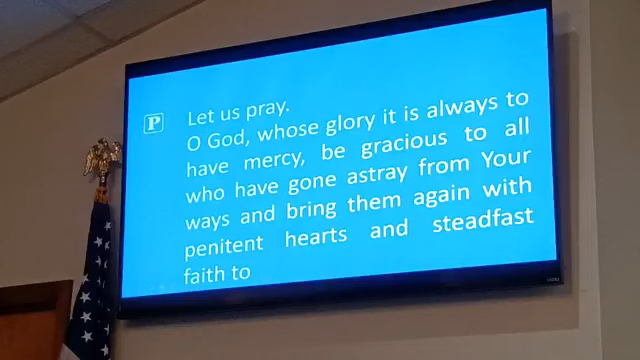 P Let us pray.
O God, whose glory it is always to
have mercy, be gracious to all
who have gone astray from Your
ways and bring them again with
penitent hearts and steadfast
faith to